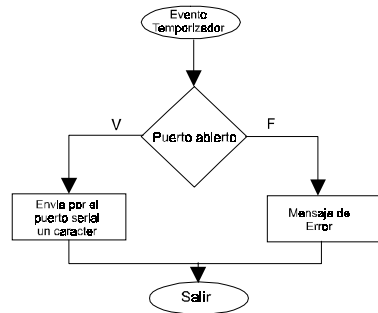 Evento
Temporizador
V
F
Puerto abierto
Envia por el
puerto serial
un caracter
Mensaje de
Error
Salir